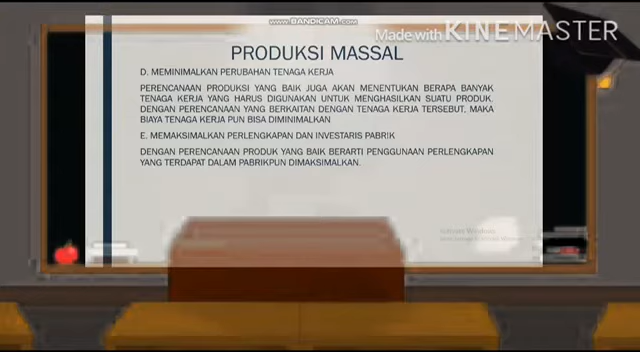 WWW.BANDICAM.COM
Made with KINEMASTER
PRODUKSI MASSAL
D. MEMINIMALKAN PERUBAHAN TENAGA KERJA
PERENCANAAN PRODUKSI YANG BAIK JUGA AKAN MENENTUKAN BERAPA BANYAK
TENAGA KERJA YANG HARUS DIGUNAKAN UNTUK MENGHASILKAN SUATU PRODUK.
DENGAN PERENCANAAN YANG BERKAITAN DENGAN TENAGA KERJA TERSEBUT, MAKA
BIAYA TENAGA KERJA PUN BISA DIMINIMALKAN
E. MEMAKSIMALKAN PERLENGKAPAN DAN INVESTARIS PABRIK
DENGAN PERENCANAAN PRODUK YANG BAIK BERARTI PENGGUNAAN PERLENGKAPAN
YANG TERDAPAT DALAM PABRIKPUN DIMAKSIMALKAN.